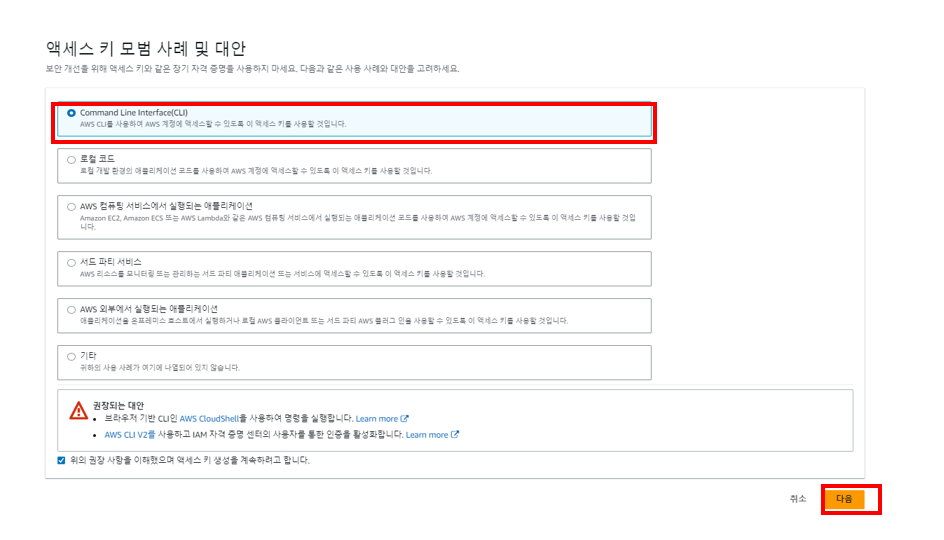 액세스 키 모범 사례 및 대안
보안 개선을 위해 액세스 키와 같은 장기 자격 증명을 사용하지 마세요. 다음과 같은 사용 사례와 대안을 고려하세요.
Command Line Interface(CLI)
AWS CLI를 사용하여 AWS 계정에 액세스할 수 있도록 이 액세스 키를 사용할 것입니다.
로컬 코드
로컬 개발 환경의 애플리케이션 코드를 사용하여 AWS 계정에 액세스할 수 있도록 이 액세스 키를 사용할 것입니다.
AWS 컴퓨팅 서비스에서 실행되는 애플리케이션
Amazon EC2, Amazon ECS 또는 AWS Lambda와 같은 AWS 컴퓨팅 서비스에서 실행되는 애플리케이션 코드를 사용하여 AWS 계정에 액세스할 수 있도록 이 액세스 키를 사용할 것입
니다.
서드 파티 서비스
AWS 리소스를 모니터링 또는 관리하는 서드 파티 애플리케이션 또는 서비스에 액세스할 수 있도록 이 액세스 키를 사용할 것입니다.
AWS 외부에서 실행되는 애플리케이션
애플리케이션을 온프레미스 호스트에서 실행하거나 로컬 AWS 클라이언트 또는 서드 파티 AWS 플러그 인을 사용할 수 있도록 이 액세스 키를 사용할 것입니다.
기타
귀하의 사용 사례가 여기에 나열되어 있지 않습니다.
권장되는 대안
• 브라우저 기반 CLI인 AWS CloudShell을 사용하여 명령을 실행합니다. Learn more
• AWS CLI V2를 사용하고 IAM 자격 증명 센터의 사용자를 통한 인증을 활성화합니다. Learn more
위의 권장 사항을 이해했으며 액세스 키 생성을 계속하려고 합니다.
취소 다음